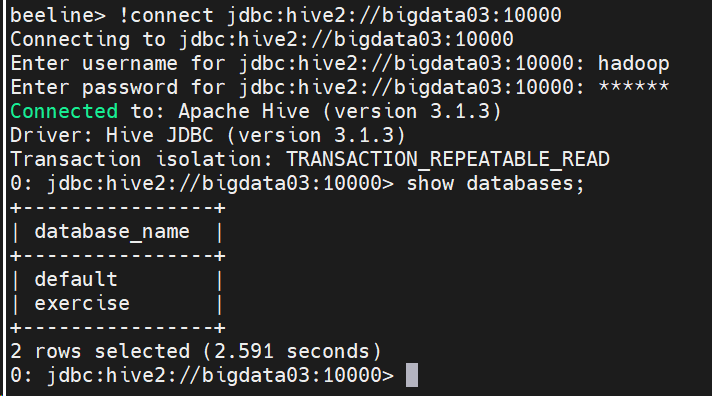 beeline> !connect jdbc:hive2://bigdata03:10000
Connecting to jdbc:hive2://bigdata03:10000
Enter username for jdbc:hive2://bigdata03:10000: hadoop
Enter password for jdbc:hive2://bigdata03:10000: ******
Connected to: Apache Hive (version 3.1.3)
Driver: Hive JDBC (version 3.1.3)
Transaction isolation: TRANSACTION_REPEATABLE_READ
0: jdbc:hive2://bigdata03:10000> show databases;
+----------------+
| database_name  |
+----------------+
| default        |
| exercise       |
+----------------+
2 rows selected (2.591 seconds)
0: jdbc:hive2://bigdata03:10000>